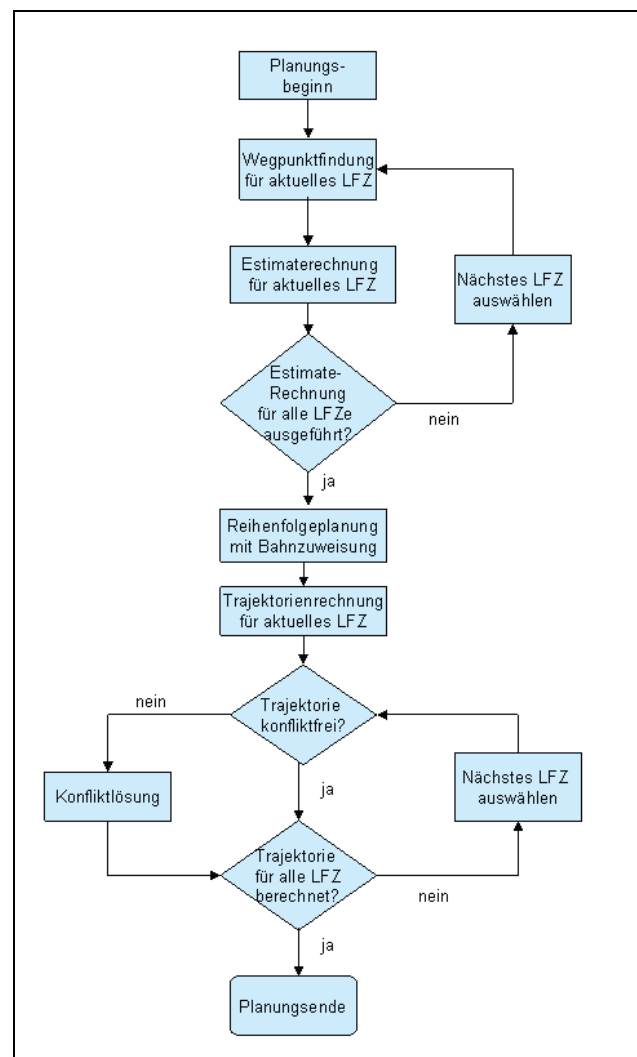 Planungs-
beginn
Wegpunktfindung
für aktuelles LFZ
Estimaterechnung
für aktuelles LFZ
Nächstes LFZ
auswählen
Estimate-
Rechnung
für alle LFZe
ausgeführt?
nein
ja
Reihenfolgeplanung
mit Bahnzuweisung
Trajektorienrechnung
für aktuelles LFZ
nein
Trajektorie
konfliktfrei?
Konfliktlösung
ja
Nächstes LFZ
auswählen
Trajektorie
für alle LFZ
berechnet?
nein
ja
Planungsende